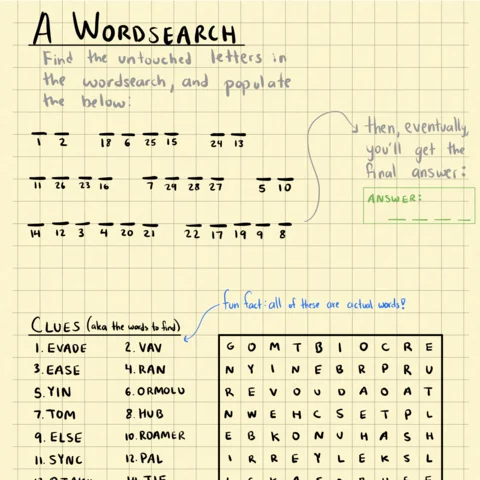 A WORDSEARCH
Find the untouched letters in
the wordsearch, and populate
the below:
1 2 18 6 25 15 24 13
11 26 23 16 7 29 28 27 5 10
14 12 3 4 20 21 22 17 19 9 8
then, eventually,
you'll get the
final answer:
ANSWER:
fun fact: all of these are actual words!
CLUES (aka the words to find)
1. EVADE 2. VAV
3. EASE 4. RAN
5. YIN 6. ORMOLU
7. TOM 8. HUB
9. ELSE 10. ROAMER
11. SYNC 12. PAL
G O M T B I O C R E
N Y I N E B R P R U
R E V O U D A O A T
N W E H C S E T P L
E B K O N U H A S H
I R R E Y L E K S L